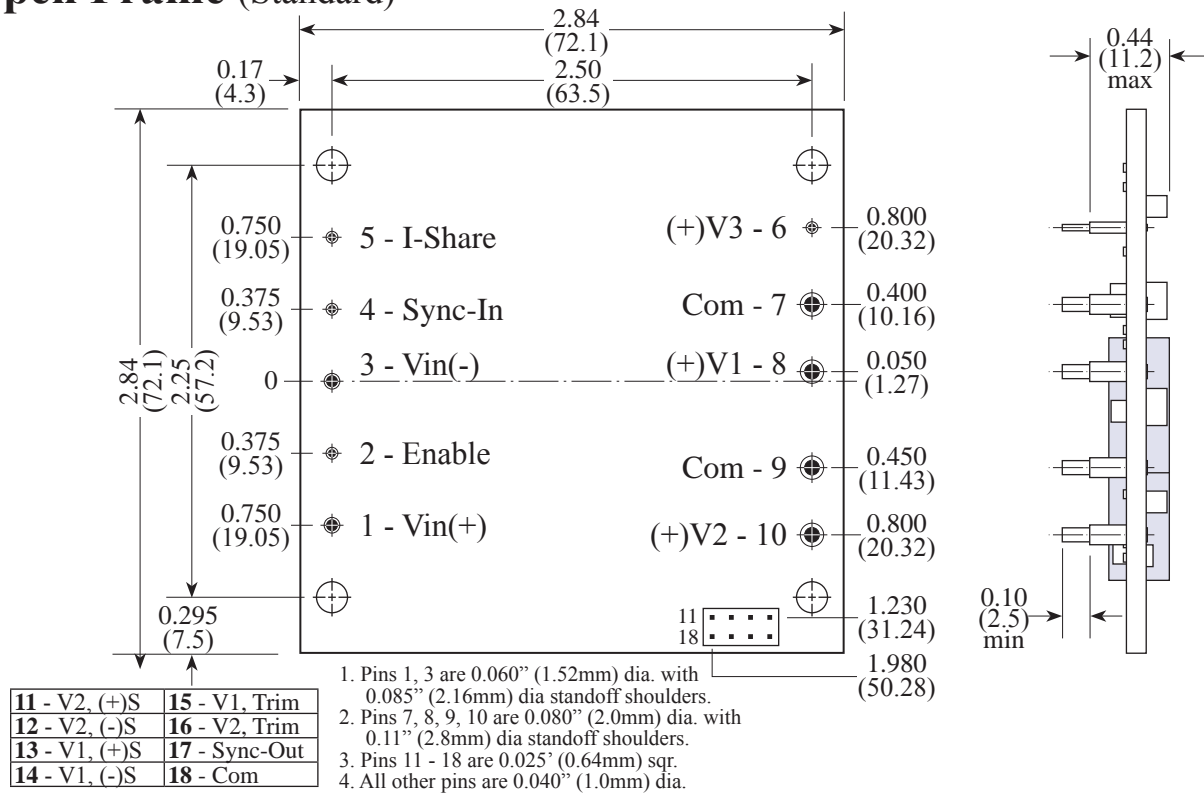 pen-Frame (Standard)
2.84
(72.1)
2.50
(63.5)
0.17
(4.3)
0.44
(11.2)
max
2.84
(72.1)
2.25
(57.2)
0.750
(19.05)
5 - I-Share
0.375
(9.53)
4 - Sync-In
0
3 - Vin(-)
0.375
(9.53)
2 - Enable
0.750
(19.05)
1 - Vin(+)
0.295
(7.5)
(+)V3 - 6
0.800
(20.32)
Com - 7
0.400
(10.16)
(+)V1 - 8
0.050
(1.27)
Com - 9
0.450
(11.43)
(+)V2 - 10
0.800
(20.32)
11
18
1.230
(31.24)
1.980
(50.28)
0.10
(2.5)
min
11 - V2, (+)S 15 - V1, Trim
12 - V2, (-)S 16 - V2, Trim
13 - V1, (+)S 17 - Sync-Out
14 - V1, (-)S 18 - Com
1. Pins 1, 3 are 0.060” (1.52mm) dia. with
0.085” (2.16mm) dia standoff shoulders.
2. Pins 7, 8, 9, 10 are 0.080” (2.0mm) dia. with
0.11” (2.8mm) dia standoff shoulders.
3. Pins 11 - 18 are 0.025’ (0.64mm) sqr.
4. All other pins are 0.040” (1.0mm) dia.